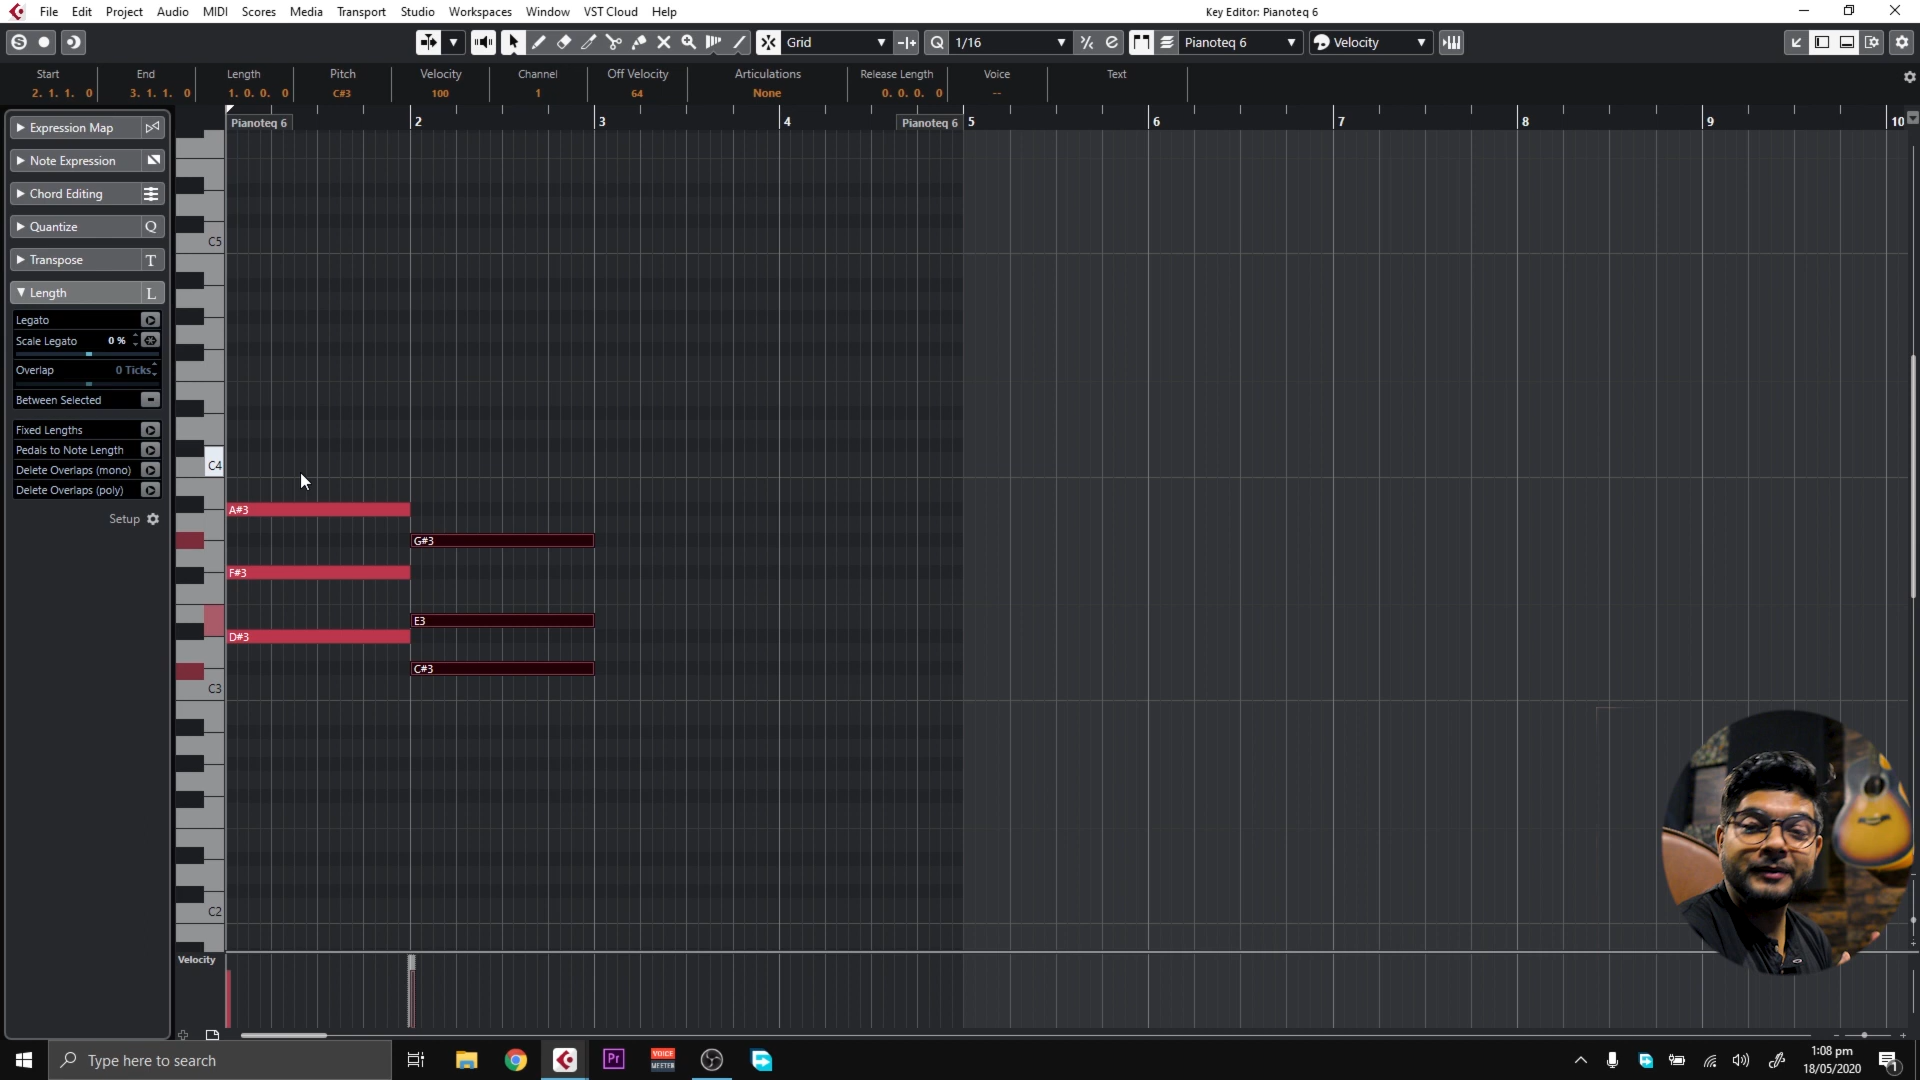 File Edit Project Audio MIDI Scores Media Transport Studio Workspaces Window VST Cloud Help Key Editor: Pianoteq 6
Grid Q 1/16 Pianoteq 6 Velocity
Start End Length Pitch Velocity Channel Off Velocity Articulations Release Length Voice Text
2. 1. 1. 0 3. 1. 1. 0 1. 0. 0. 0 C#3 100 1 64 None 0. 0. 0. 0 --
Pianoteq 6 2 3 4 Pianoteq 6 5 6 7 8 9 10
Expression Map
Note Expression
Chord Editing
Quantize Q
Transpose T
Length L
Legato
Scale Legato 0 %
Overlap 0 Ticks
Between Selected
Fixed Lengths
Pedals to Note Length
Delete Overlaps (mono)
Delete Overlaps (poly)
Setup
C5
C4
A#3
G#3
F#3
E3
D#3
C#3
C3
C2
Velocity
Type here to search
Pr
VOICE
MEETER
1:08 pm
18/05/2020
1